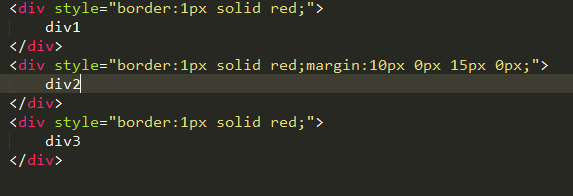 <div style="border:1px solid red;">
    div1
</div>
<div style="border:1px solid red;margin:10px 0px 15px 0px;">
    div2
</div>
<div style="border:1px solid red;">
    div3
</div>